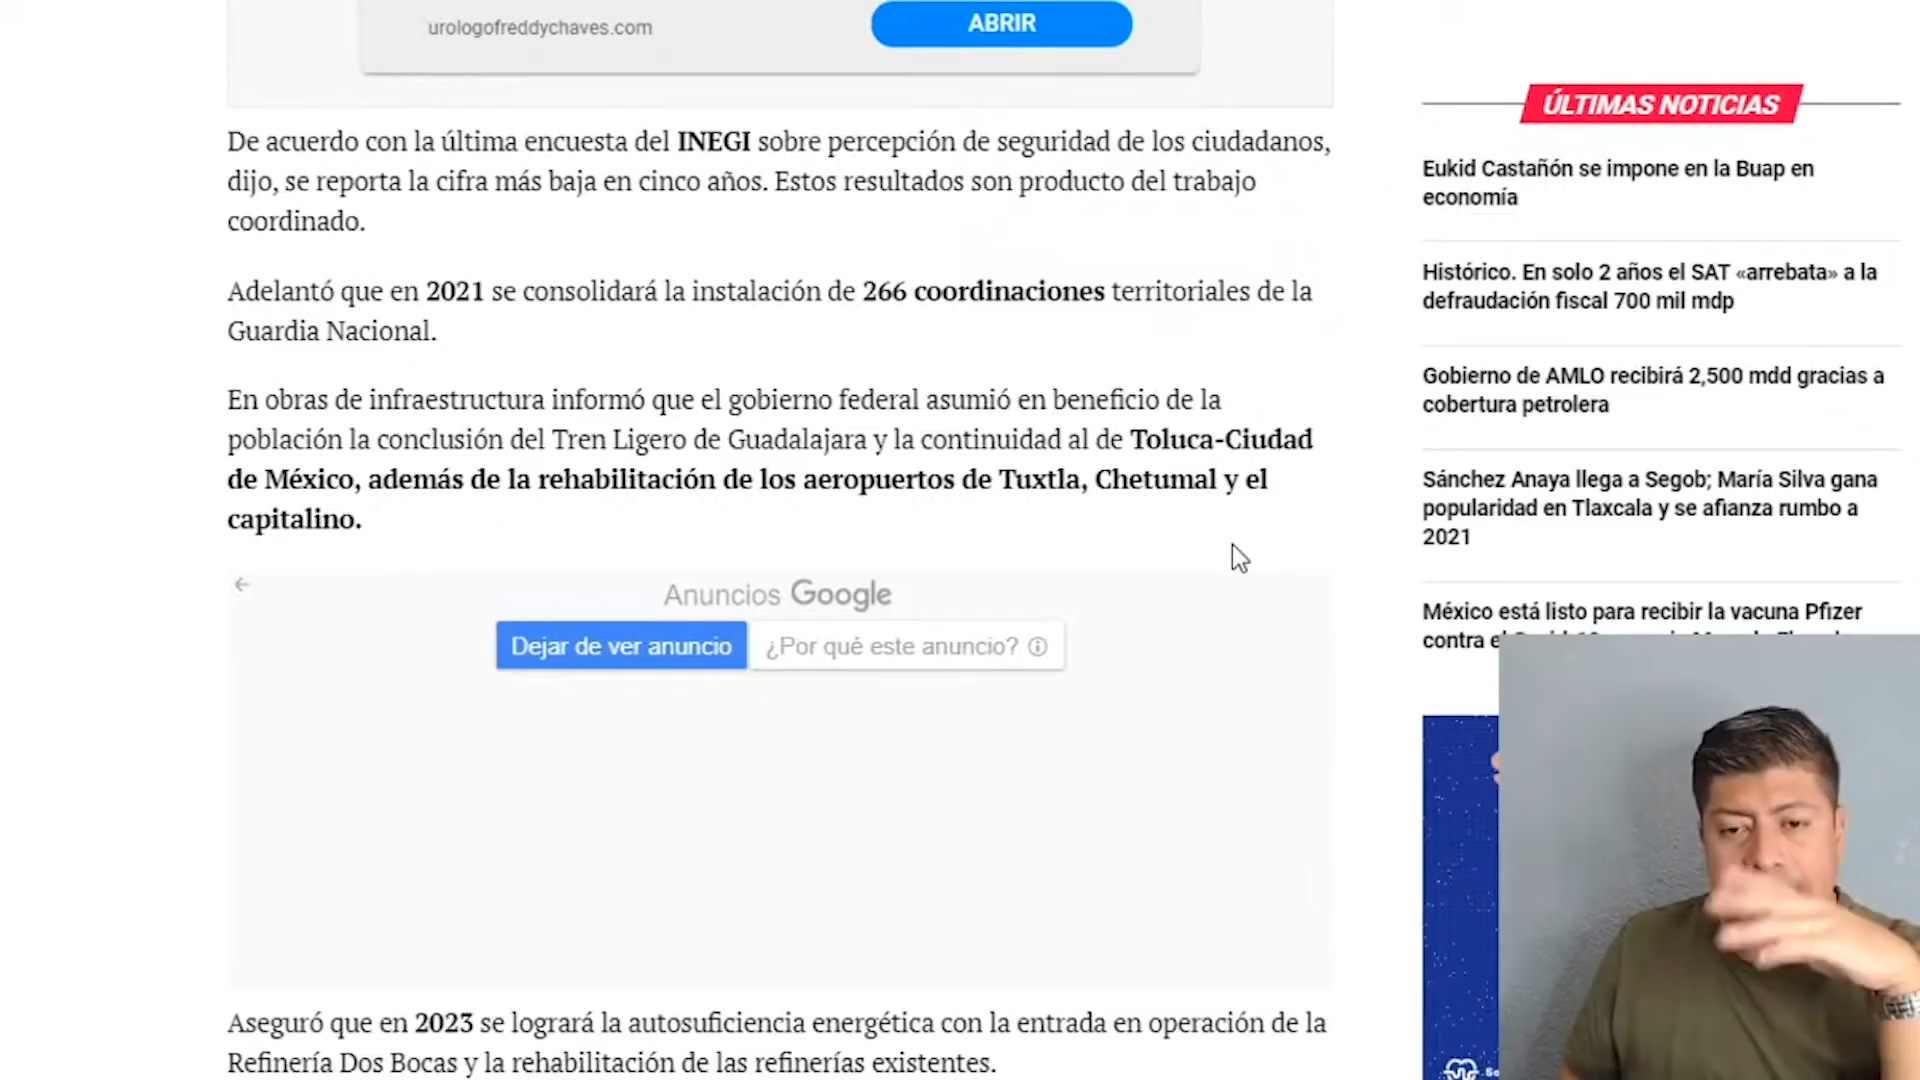 urologofreddychaves.com
ABRIR
De acuerdo con la última encuesta del INEGI sobre percepción de seguridad de los ciudadanos,
dijo, se reporta la cifra más baja en cinco años. Estos resultados son producto del trabajo
coordinado.
Adelantó que en 2021 se consolidará la instalación de 266 coordinaciones territoriales de la
Guardia Nacional.
En obras de infraestructura informó que el gobierno federal asumió en beneficio de la
población la conclusión del Tren Ligero de Guadalajara y la continuidad al de Toluca-Ciudad
de México, además de la rehabilitación de los aeropuertos de Tuxtla, Chetumal y el
capitalino.
Anuncios Google
Dejar de ver anuncio
¿Por qué este anuncio?
Aseguró que en 2023 se logrará la autosuficiencia energética con la entrada en operación de la
Refinería Dos Bocas y la rehabilitación de las refinerías existentes.
ÚLTIMAS NOTICIAS
Eukid Castañón se impone en la Buap en
economía
Histórico. En solo 2 años el SAT «arrebata» a la
defraudación fiscal 700 mil mdp
Gobierno de AMLO recibirá 2,500 mdd gracias a
cobertura petrolera
Sánchez Anaya llega a Segob; María Silva gana
popularidad en Tlaxcala y se afianza rumbo a
2021
México está listo para recibir la vacuna Pfizer
contra